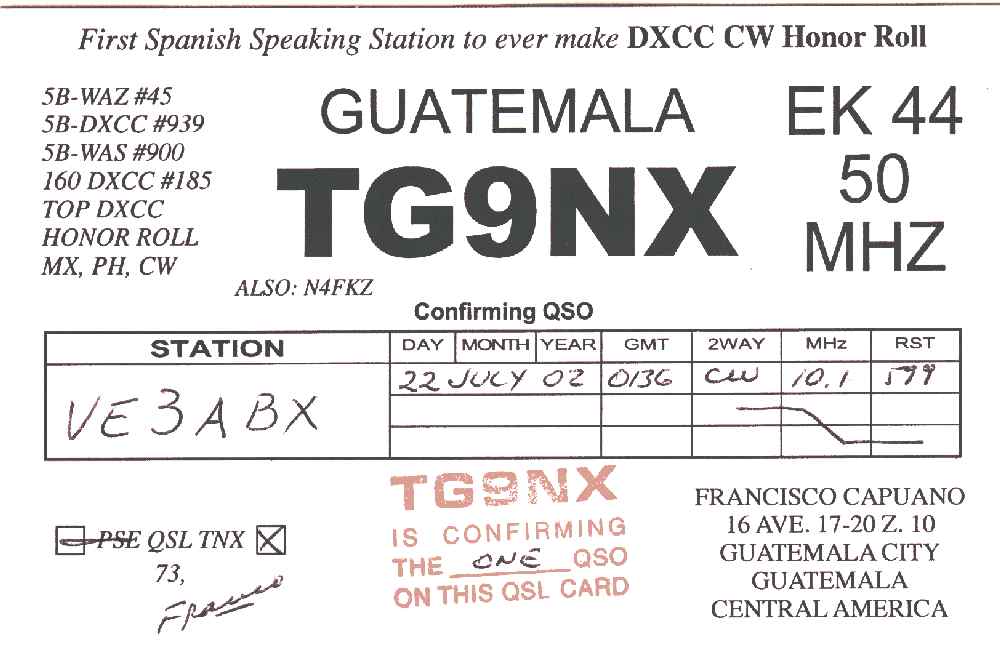 First Spanish Speaking Station to ever make DXCC CW Honor Roll
5B-WAZ #45
5B-DXCC #939
5B-WAS #900
160 DXCC #185
TOP DXCC
HONOR ROLL
MX, PH, CW
GUATEMALA
TG9NX
ALSO: N4FKZ
EK 44
50
MHZ
Confirming QSO
STATION DAY MONTH YEAR GMT 2WAY MHz RST
VE3ABX 22 JULY 02 0136 CW 10.1 599
PSE QSL TNX
73,
Franco
TG9NX
IS CONFIRMING
THE ONE QSO
ON THIS QSL CARD
FRANCISCO CAPUANO
16 AVE. 17-20 Z. 10
GUATEMALA CITY
GUATEMALA
CENTRAL AMERICA